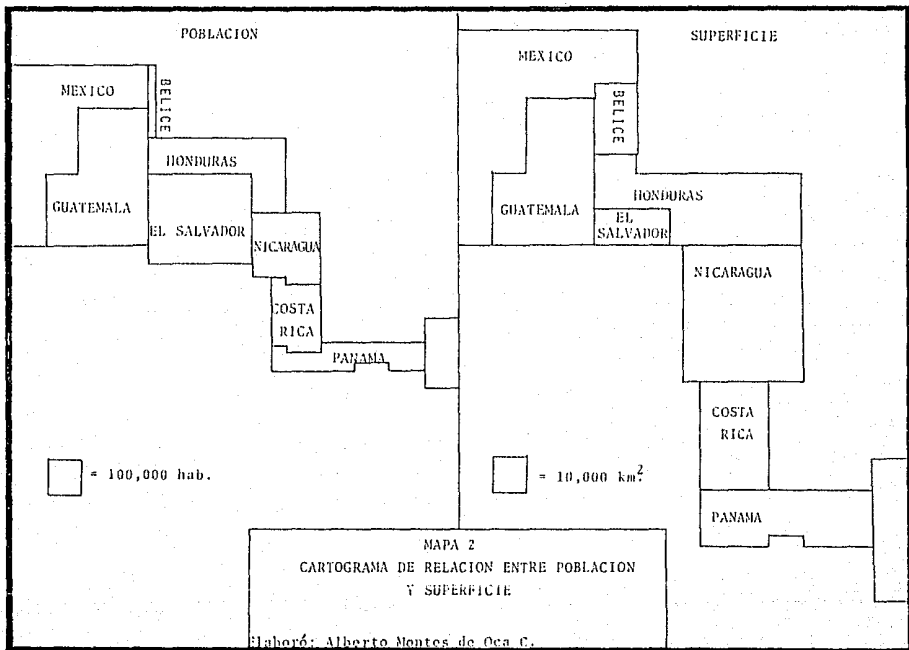 POBLACION
MEXICO
BELICE
HONDURAS
GUATEMALA
EL SALVADOR
NICARAGUA
COSTA
RICA
PANAMA
= 100,000 hab.
SUPERFICIE
MEXICO
BELICE
HONDURAS
GUATEMALA
EL
SALVADOR
NICARAGUA
COSTA
RICA
PANAMA
= 10,000 km².
MAPA 2
CARTOGRAMA DE RELACION ENTRE POBLACION
Y SUPERFICIE
Elaboró: Alberto Montes de Oca C.